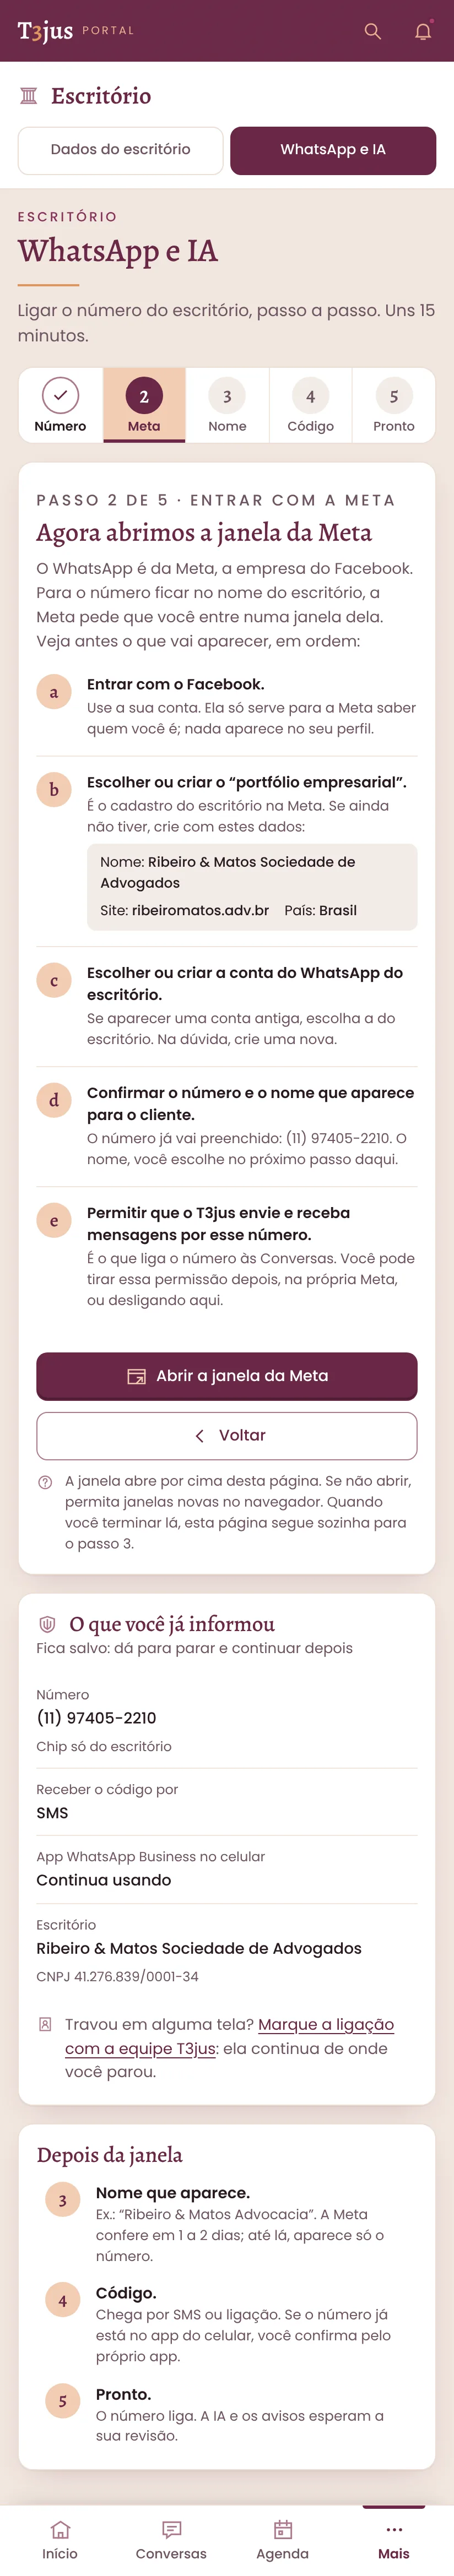 T3jus PORTAL
Escritório
Dados do escritório
WhatsApp e IA
ESCRITÓRIO
WhatsApp e IA
Ligar o número do escritório, passo a passo. Uns 15
minutos.
Número
2
Meta
3
Nome
4
Código
5
Pronto
PASSO 2 DE 5 · ENTRAR COM A META
Agora abrimos a janela da Meta
O WhatsApp é da Meta, a empresa do Facebook.
Para o número ficar no nome do escritório, a
Meta pede que você entre numa janela dela.
Veja antes o que vai aparecer, em ordem:
a
Entrar com o Facebook.
Use a sua conta. Ela só serve para a Meta saber
quem você é; nada aparece no seu perfil.
b
Escolher ou criar o “portfólio empresarial”.
É o cadastro do escritório na Meta. Se ainda
não tiver, crie com estes dados:
Nome: Ribeiro & Matos Sociedade de
Advogados
Site: ribeiromatos.adv.br País: Brasil
c
Escolher ou criar a conta do WhatsApp do
escritório.
Se aparecer uma conta antiga, escolha a do
escritório. Na dúvida, crie uma nova.
d
Confirmar o número e o nome que aparece
para o cliente.
O número já vai preenchido: (11) 97405-2210. O
nome, você escolhe no próximo passo daqui.
e
Permitir que o T3jus envie e receba
mensagens por esse número.
É o que liga o número às Conversas. Você pode
tirar essa permissão depois, na própria Meta,
ou desligando aqui.
Abrir a janela da Meta
Voltar
A janela abre por cima desta página. Se não abrir,
permita janelas novas no navegador. Quando
você terminar lá, esta página segue sozinha para
o passo 3.
O que você já informou
Fica salvo: dá para parar e continuar depois
Número
(11) 97405-2210
Chip só do escritório
Receber o código por
SMS
App WhatsApp Business no celular
Continua usando
Escritório
Ribeiro & Matos Sociedade de Advogados
CNPJ 41.276.839/0001-34
Travou em alguma tela? Marque a ligação
com a equipe T3jus: ela continua de onde
você parou.
Depois da janela
3
Nome que aparece.
Ex.: “Ribeiro & Matos Advocacia”. A Meta
confere em 1 a 2 dias; até lá, aparece só o
número.
4
Código.
Chega por SMS ou ligação. Se o número já
está no app do celular, você confirma pelo
próprio app.
5
Pronto.
O número liga. A IA e os avisos esperam a
sua revisão.
Início
Conversas
Agenda
Mais